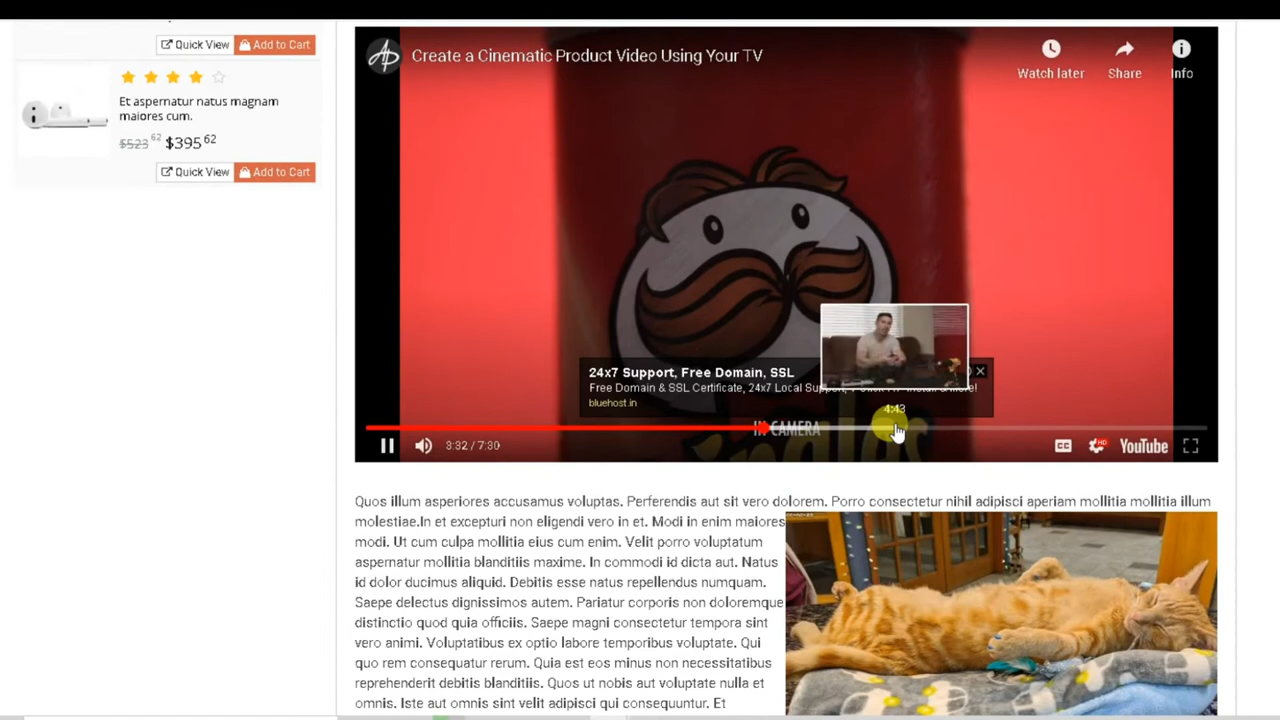 Quick View
Add to Cart
Et aspernatur natus magnam
maiores cum.
$523 62 $395 62
Quick View
Add to Cart
AP
Create a Cinematic Product Video Using Your TV
Watch later
Share
Info
24x7 Support, Free Domain, SSL
Free Domain & SSL Certificate, 24x7 Local
bluehost.in
4:43
IN CAMERA
3:32 / 7:30
CC
HD
YouTube
Quos illum asperiores accusamus voluptas. Perferendis aut sit vero dolorem. Porro consectetur nihil adipisci aperiam mollitia mollitia illum
molestiae.In et excepturi non eligendi vero in et. Modi in enim maiores
modi. Ut cum culpa mollitia eius cum enim. Velit porro voluptatum
aspernatur mollitia blanditiis maxime. In commodi id dicta aut. Natus
id dolor ducimus aliquid. Debitis esse natus repellendus numquam.
Saepe delectus dignissimos autem. Pariatur corporis non doloremque
distinctio quod quia officiis. Saepe magni consectetur tempora sint
vero animi. Voluptatibus ex optio labore temporibus voluptate. Qui
quo rem consequatur rerum. Quia est eos minus non necessitatibus
reprehenderit debitis blanditiis. Quos ut nobis aut voluptate nulla et
omnis. Iste aut omnis sint velit adipisci qui consequuntur. Et